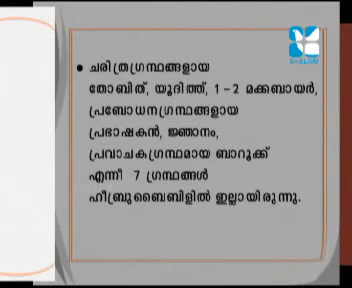 SHALOM
• ചരിത്രഗ്രന്ഥങ്ങളായ
തോബിത്, യൂദിത്ത്, 1 – 2 മക്കബായർ,
പ്രബോധനഗ്രന്ഥങ്ങളായ
പ്രഭാഷകൻ, ജ്ഞാനം,
പ്രവാചകഗ്രന്ഥമായ ബാറൂക്ക്
എന്നീ 7 ഗ്രന്ഥങ്ങൾ
ഹീബ്രുബൈബിളിൽ ഇല്ലായിരുന്നു.